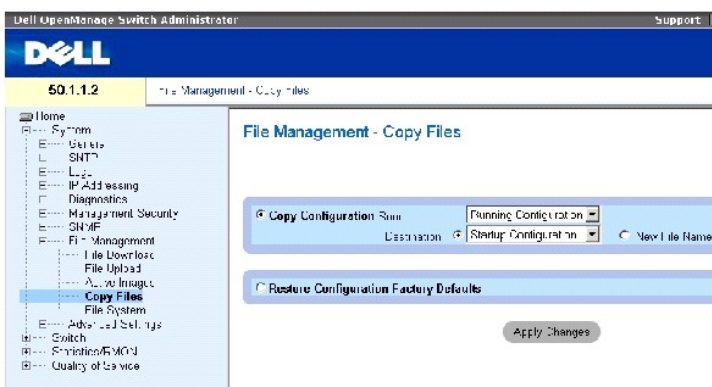 Dell OpenManage Switch Administrator
Support
DELL
50.1.1.2
File Management - Copy Files
Home
System
General
SNTP
Logs
IP Addressing
Diagnostics
Management Security
SNMP
File Management
File Download
File Upload
Active Images
Copy Files
File System
Advanced Settings
Switch
Statistics/RMON
Quality of Service
File Management - Copy Files
Copy Configuration Source Running Configuration
Destination Startup Configuration New File Name
Restore Configuration Factory Defaults
Apply Changes